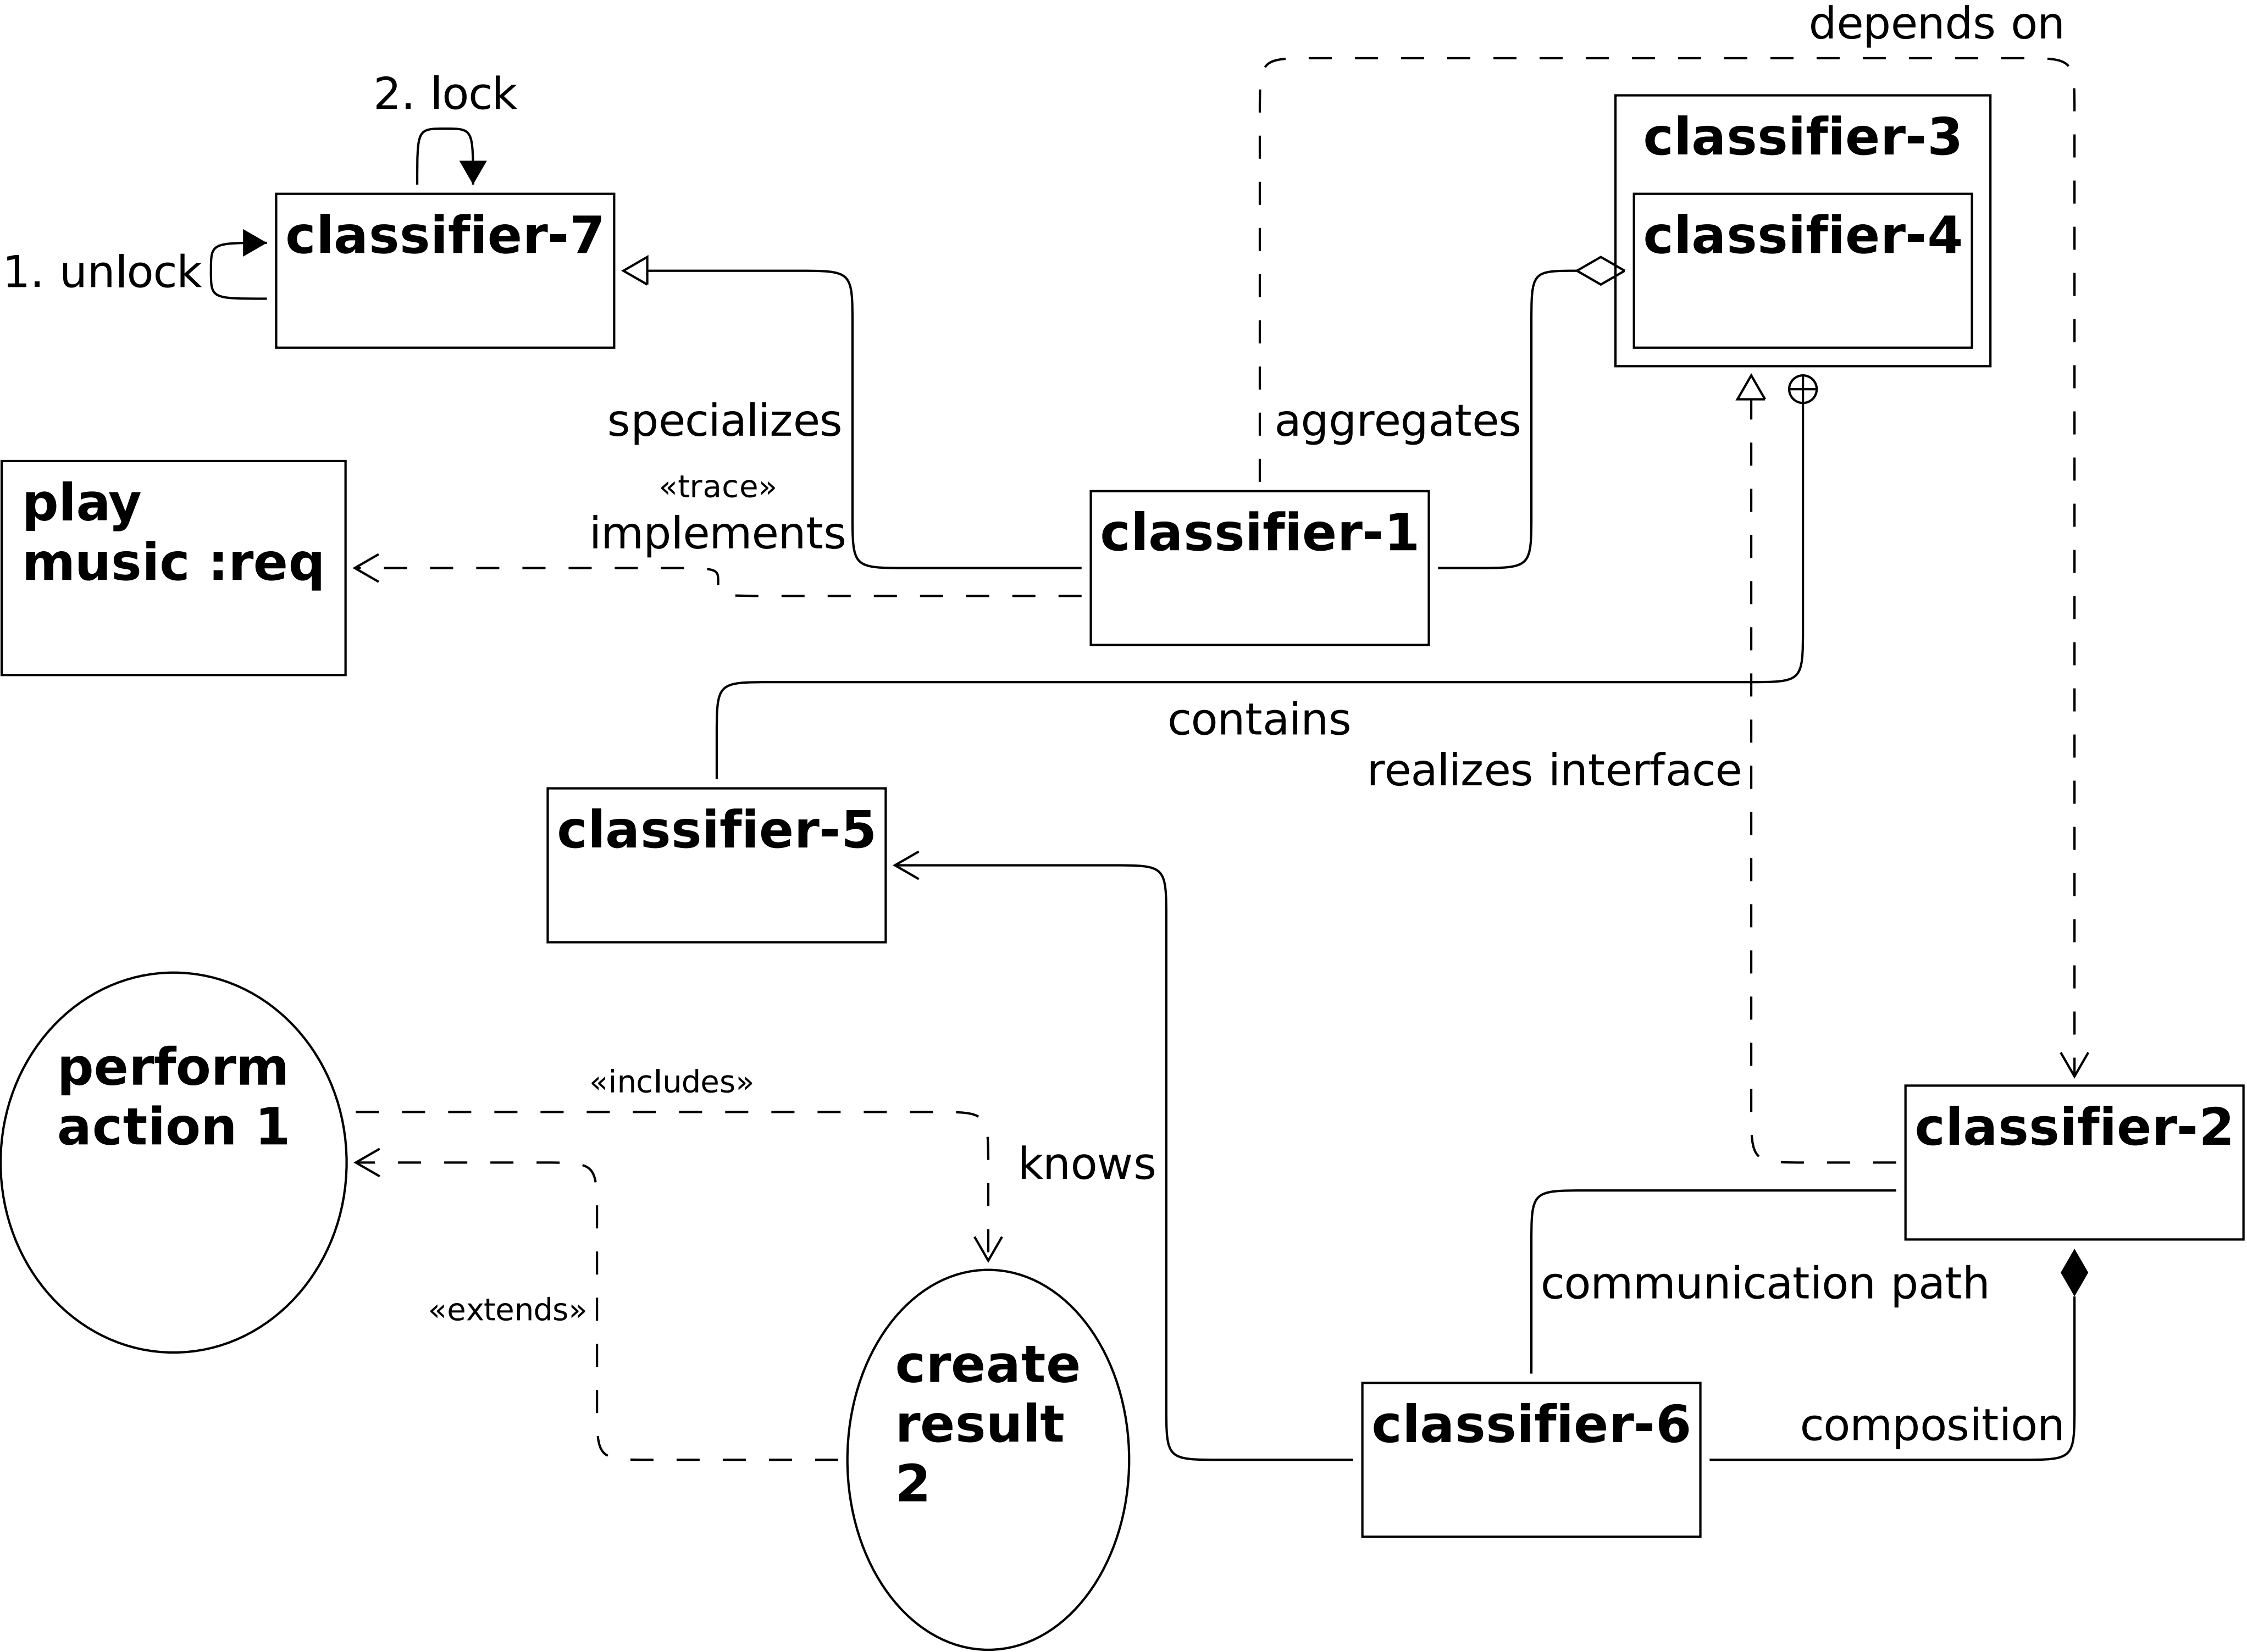 depends on
2. lock
classifier-3
classifier-7
classifier-4
1. unlock
specializes
aggregates
«trace»
implements
play
music :req
classifier-1
contains
realizes interface
classifier-5
perform
action 1
«includes»
classifier-2
knows
communication path
«extends»
create
result
2
classifier-6
composition